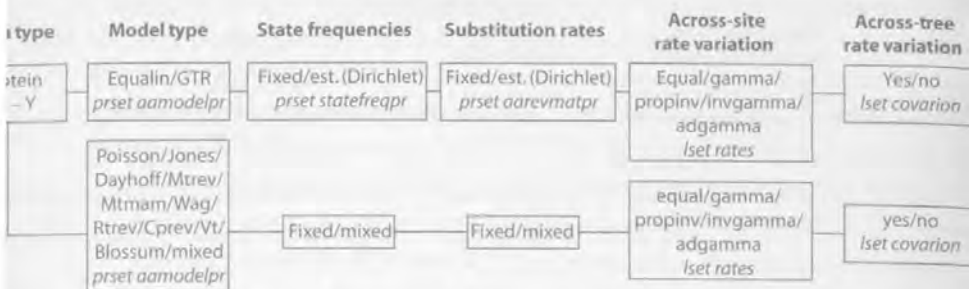 type Model type State frequencies Substitution rates Across-site rate variation Across-tree rate variation
– Y
Equalin/GTR
prset aamodelpr
Fixed/est. (Dirichlet)
prset statefreqpr
Fixed/est. (Dirichlet)
prset aarevmatpr
Equal/gamma/
propinv/invgamma/
adgamma
lset rates
Yes/no
lset covarion
Poisson/Jones/
Dayhoff/Mtrev/
Mtmam/Wag/
Rtrev/Cprev/Vt/
Blossum/mixed
prset aamodelpr
Fixed/mixed
Fixed/mixed
equal/gamma/
propinv/invgamma/
adgamma
lset rates
yes/no
lset covarion